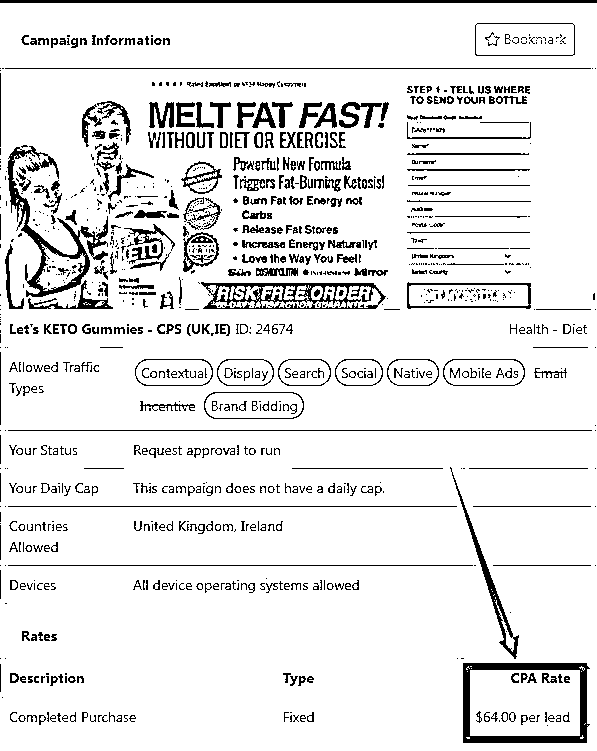 Campaign Information
Bookmark
MELT FAT FAST!
WITHOUT DIET OR EXERCISE
Powerful New Formula
Triggers Fat-Burning Ketosis!
• Burn Fat for Energy not
Carbs
• Release Fat Stores
• Increase Energy Naturally!
• Love the Way You Feel!
COSMOPOLITAN
Mirror
RISK FREE ORDER
KETO
STEP 1 - TELL US WHERE
TO SEND YOUR BOTTLE
United Kingdom
Select County
Let's KETO Gummies - CPS (UK,IE) ID: 24674
Health - Diet
Allowed Traffic
Types
Contextual Display Search Social Native Mobile Ads Email
Incentive Brand Bidding
Your Status
Request approval to run
Your Daily Cap
This campaign does not have a daily cap.
Countries
Allowed
United Kingdom, Ireland
Devices
All device operating systems allowed
Rates
Description Type CPA Rate
Completed Purchase Fixed $64.00 per lead